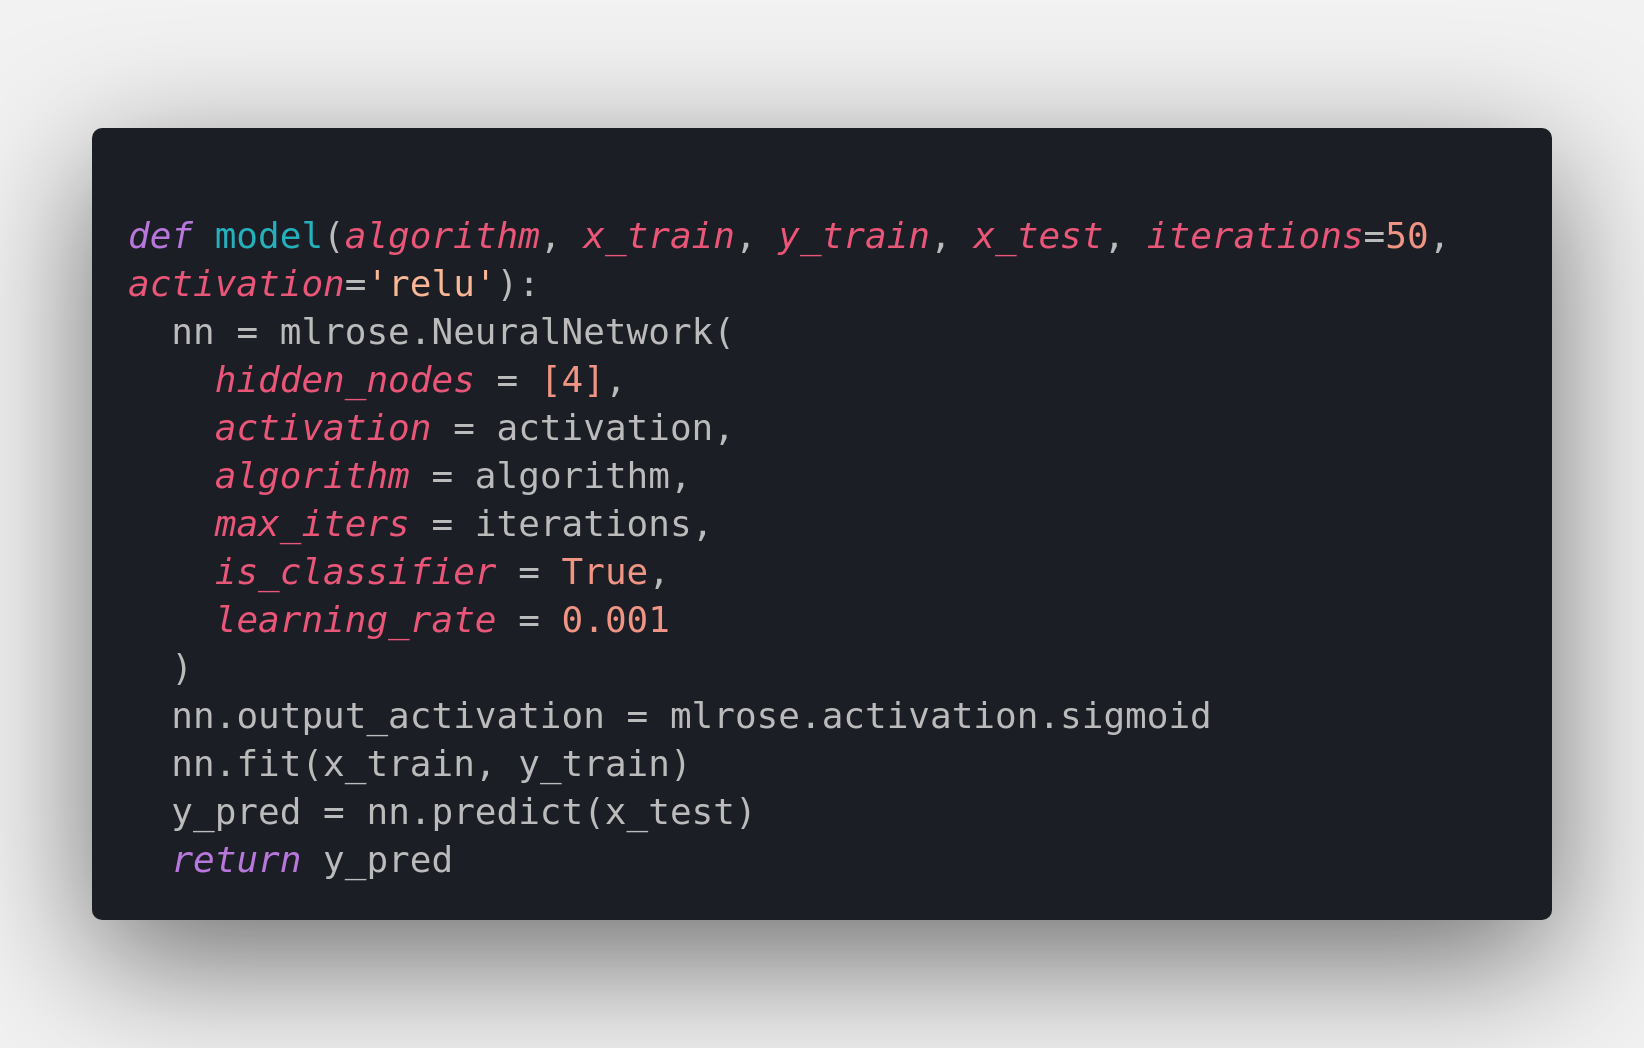 def model(algorithm, x_train, y_train, x_test, iterations=50,
activation='relu'):
  nn = mlrose.NeuralNetwork(
    hidden_nodes = [4],
    activation = activation,
    algorithm = algorithm,
    max_iters = iterations,
    is_classifier = True,
    learning_rate = 0.001
  )
  nn.output_activation = mlrose.activation.sigmoid
  nn.fit(x_train, y_train)
  y_pred = nn.predict(x_test)
  return y_pred